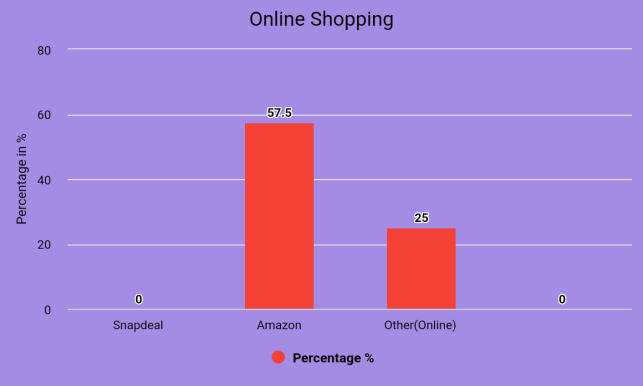 Online Shopping
80
60
40
20
0
Percentage in %
0
57.5
25
0
Snapdeal
Amazon
Other(Online)
Percentage %